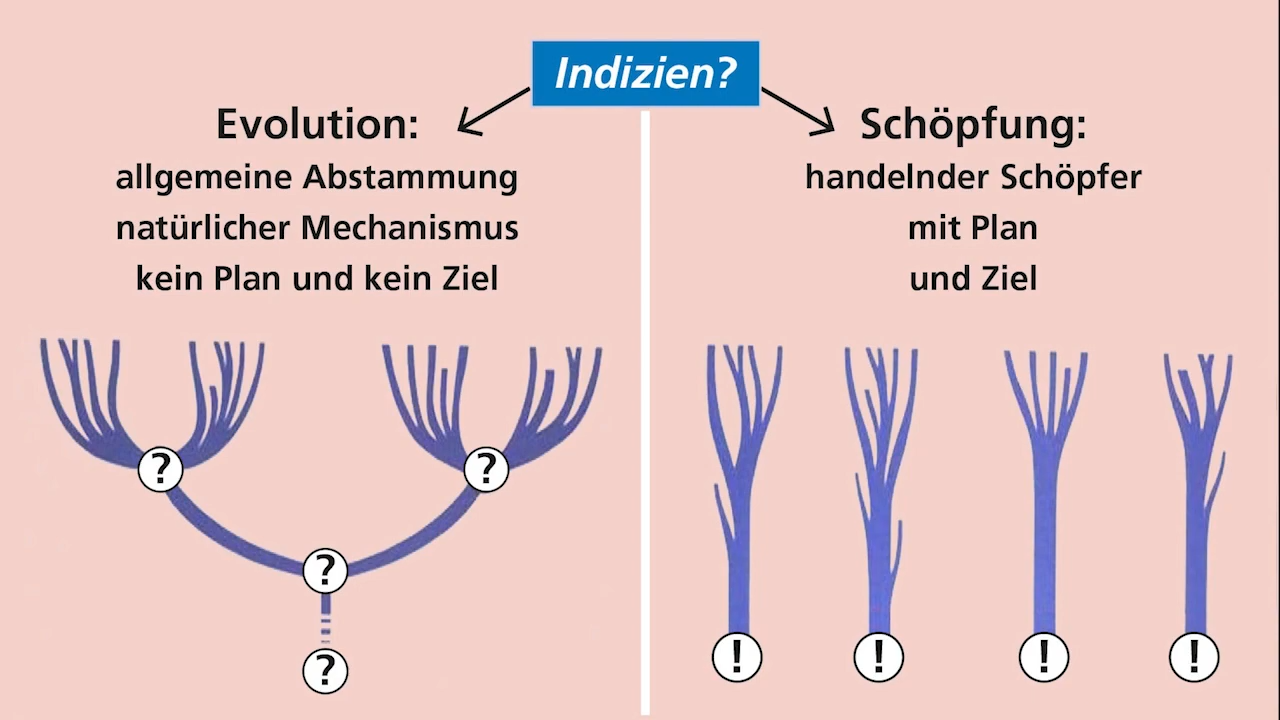 Indizien?
Evolution:
allgemeine Abstammung
natürlicher Mechanismus
kein Plan und kein Ziel
?
?
?
?
Schöpfung:
handelnder Schöpfer
mit Plan
und Ziel
!
!
!
!